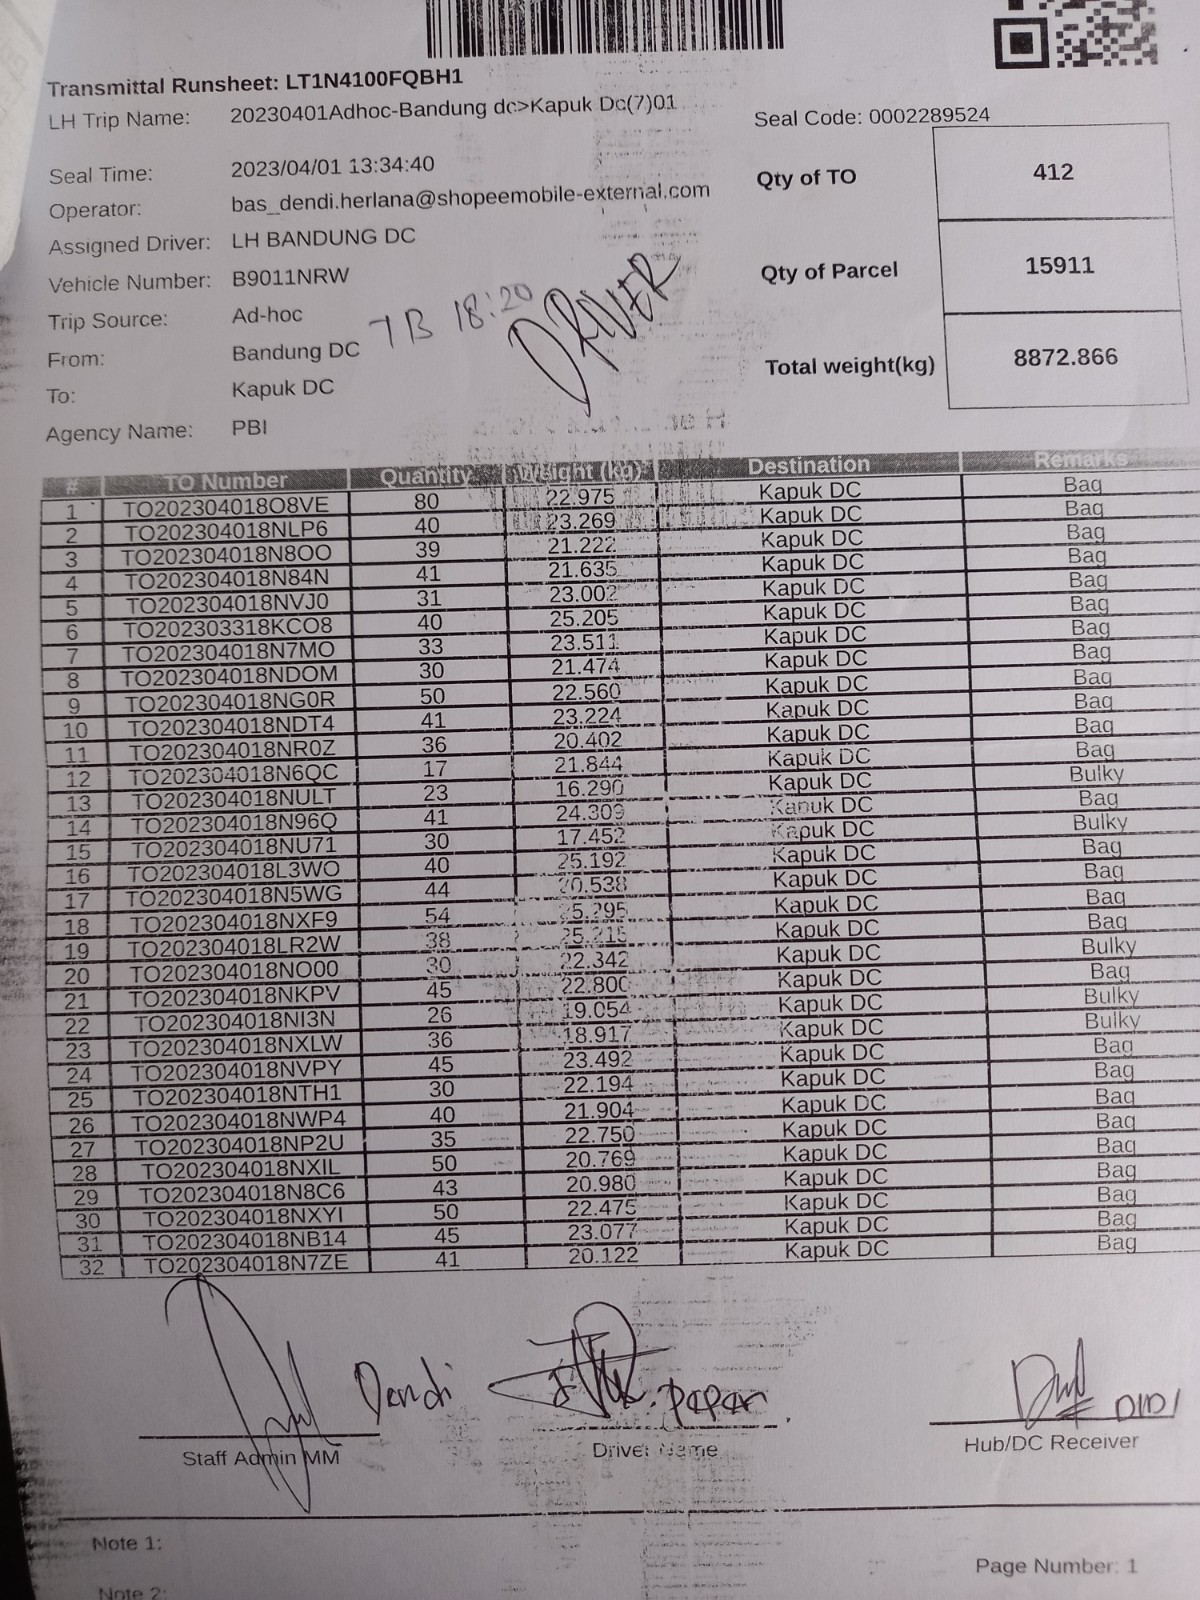 Transmittal Runsheet: LT1N4100FQBH1
LH Trip Name: 20230401Adhoc-Bandung dc>Kapuk Dc(7)01
Seal Code: 0002289524
Seal Time: 2023/04/01 13:34:40
Operator: bas_dendi.herlana@shopeemobile-external.com
Assigned Driver: LH BANDUNG DC
Vehicle Number: B9011NRW
Trip Source: Ad-hoc
From: Bandung DC
To: Kapuk DC
Agency Name: PBI
Qty of TO 412
Qty of Parcel 15911
Total weight(kg) 8872.866
TB 18:20
DRIVER
# TO Number Quantity Weight (kg) Destination Remarks
1 TO202304018O8VE 80 22.975 Kapuk DC Bag
2 TO202304018NLP6 40 23.269 Kapuk DC Bag
3 TO202304018N8OO 39 21.222 Kapuk DC Bag
4 TO202304018N84N 41 21.635 Kapuk DC Bag
5 TO202304018NVJ0 31 23.002 Kapuk DC Bag
6 TO202303318KCO8 40 25.205 Kapuk DC Bag
7 TO202304018N7MO 33 23.511 Kapuk DC Bag
8 TO202304018NDOM 30 21.474 Kapuk DC Bag
9 TO202304018NG0R 50 22.560 Kapuk DC Bag
10 TO202304018NDT4 41 23.224 Kapuk DC Bag
11 TO202304018NR0Z 36 20.402 Kapuk DC Bag
12 TO202304018N6QC 17 21.844 Kapuk DC Bag
13 TO202304018NULT 23 16.290 Kapuk DC Bulky
14 TO202304018N96Q 41 24.309 Kapuk DC Bag
15 TO202304018NU71 30 17.452 Kapuk DC Bulky
16 TO202304018L3WO 40 25.192 Kapuk DC Bag
17 TO202304018N5WG 44 20.538 Kapuk DC Bag
18 TO202304018NXF9 54 25.295 Kapuk DC Bag
19 TO202304018LR2W 38 25.215 Kapuk DC Bag
20 TO202304018NO00 30 22.342 Kapuk DC Bulky
21 TO202304018NKPV 45 22.800 Kapuk DC Bag
22 TO202304018NI3N 26 19.054 Kapuk DC Bulky
23 TO202304018NXLW 36 18.917 Kapuk DC Bulky
24 TO202304018NVPY 45 23.492 Kapuk DC Bag
25 TO202304018NTH1 30 22.194 Kapuk DC Bag
26 TO202304018NWP4 40 21.904 Kapuk DC Bag
27 TO202304018NP2U 35 22.750 Kapuk DC Bag
28 TO202304018NXIL 50 20.769 Kapuk DC Bag
29 TO202304018N8C6 43 20.980 Kapuk DC Bag
30 TO202304018NXYI 50 22.475 Kapuk DC Bag
31 TO202304018NB14 45 23.077 Kapuk DC Bag
32 TO202304018N7ZE 41 20.122 Kapuk DC Bag
Dendi
papar
DIDI
Staff Admin MM
Driver Name
Hub/DC Receiver
Note 1:
Page Number: 1
Note 2: